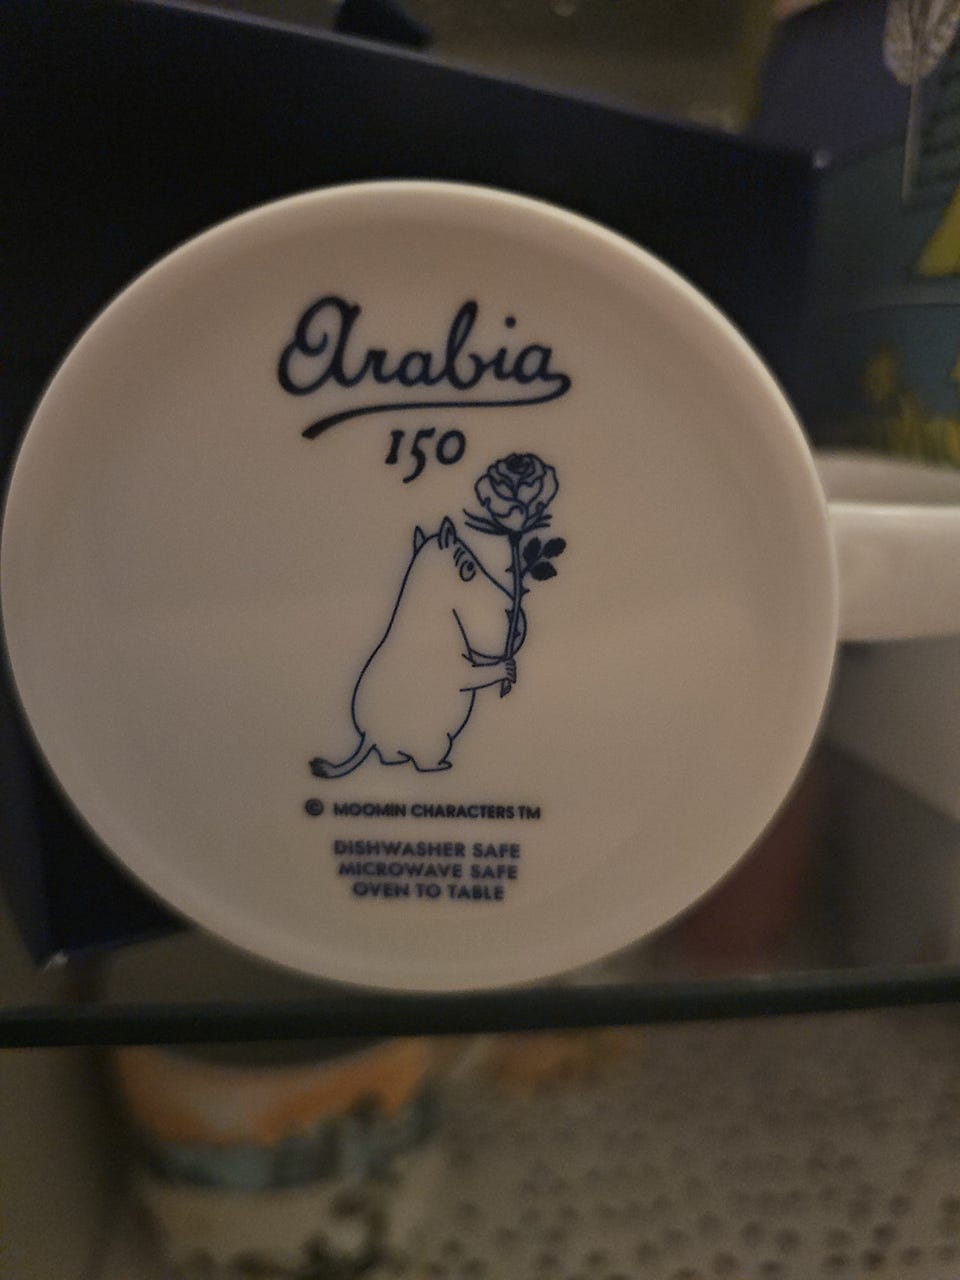 Arabia
150
© MOOMIN CHARACTERS TM
DISHWASHER SAFE
MICROWAVE SAFE
OVEN TO TABLE